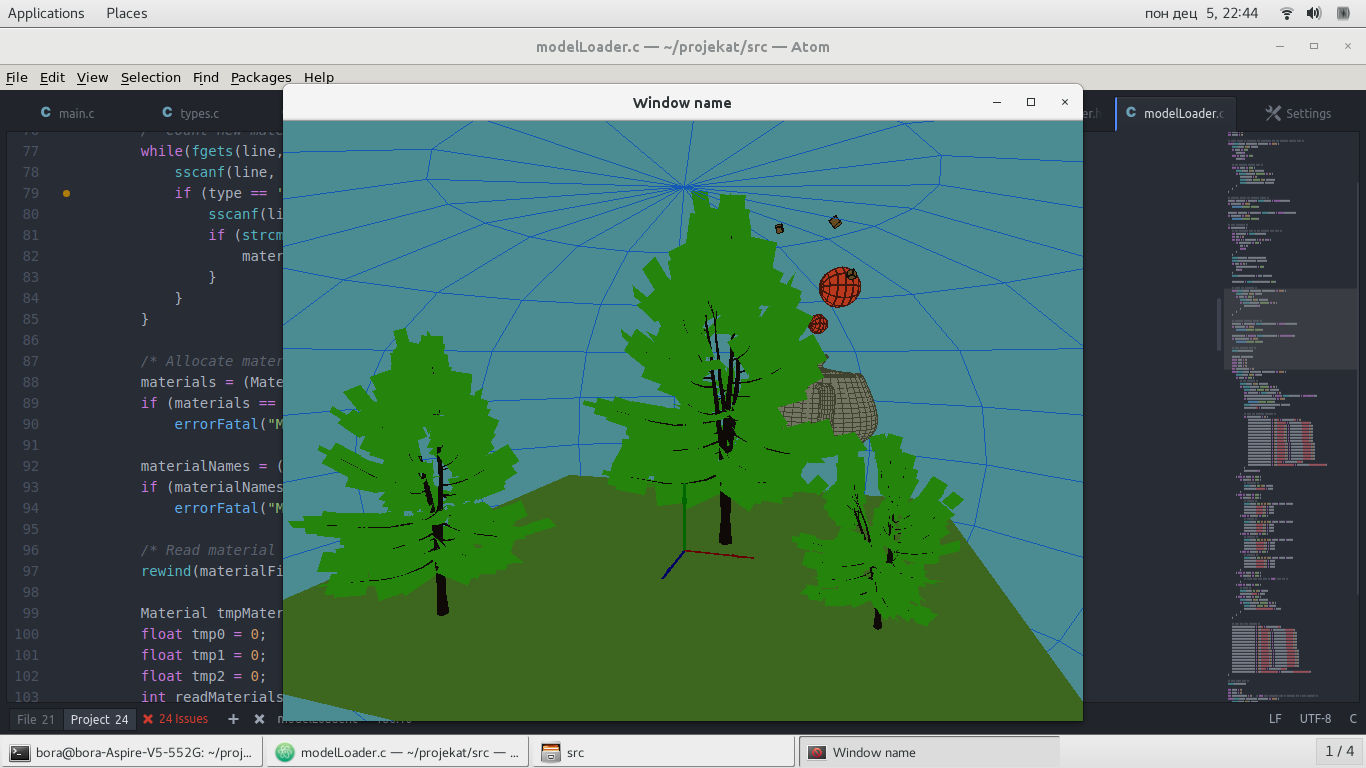 Applications Places
пон дец 5, 22:44
modelLoader.c — ~/projekat/src — Atom
File Edit View Selection Find Packages Help
Window name
main.c
types.c
modelLoader.c
Settings
77 while(fgets(line,
78 sscanf(line,
79 if (type == '
80 sscanf(li
81 if (strcm
82 mater
83 }
84 }
85 }
86
87 /* Allocate mater
88 materials = (Mate
89 if (materials ==
90 errorFatal("M
91
92 materialNames = (
93 if (materialNames
94 errorFatal("M
95
96 /* Read material
97 rewind(materialFi
98
99 Material tmpMater
100 float tmp0 = 0;
101 float tmp1 = 0;
102 float tmp2 = 0;
103 int readMaterials
File 21 Project 24 24 Issues
LF UTF-8 C
bora@bora-Aspire-V5-552G: ~/proj...
modelLoader.c — ~/projekat/src — ...
src
Window name
1 / 4